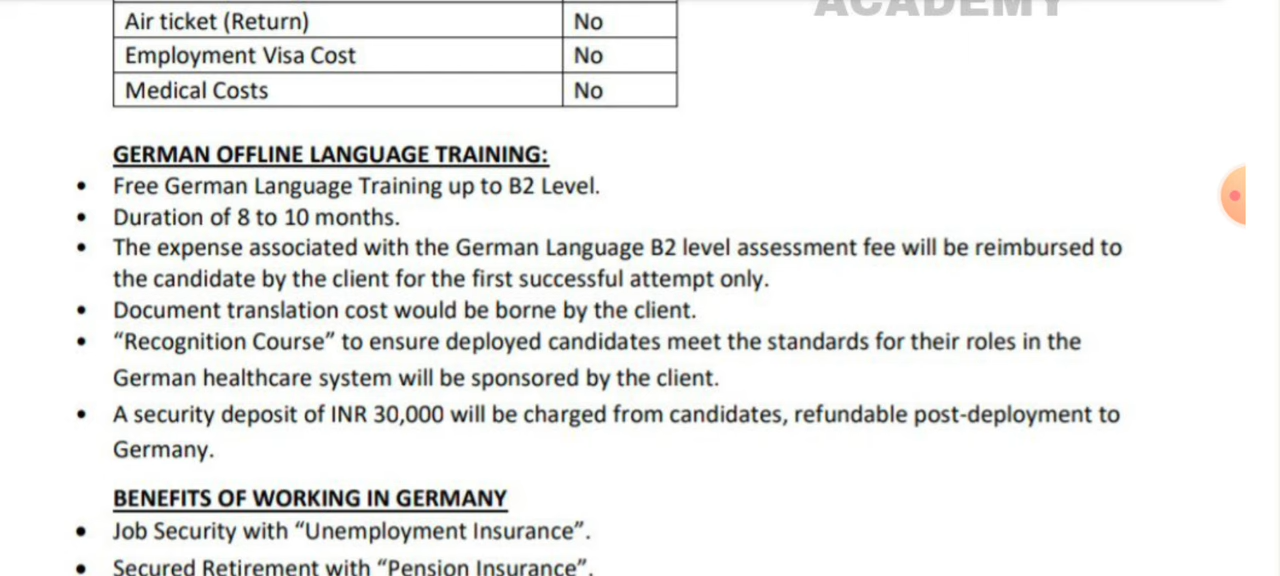 ACADEMY
Air ticket (Return) No
Employment Visa Cost No
Medical Costs No
GERMAN OFFLINE LANGUAGE TRAINING:
• Free German Language Training up to B2 Level.
• Duration of 8 to 10 months.
• The expense associated with the German Language B2 level assessment fee will be reimbursed to
the candidate by the client for the first successful attempt only.
• Document translation cost would be borne by the client.
• “Recognition Course” to ensure deployed candidates meet the standards for their roles in the
German healthcare system will be sponsored by the client.
• A security deposit of INR 30,000 will be charged from candidates, refundable post-deployment to
Germany.
BENEFITS OF WORKING IN GERMANY
• Job Security with “Unemployment Insurance”.
• Secured Retirement with “Pension Insurance”.